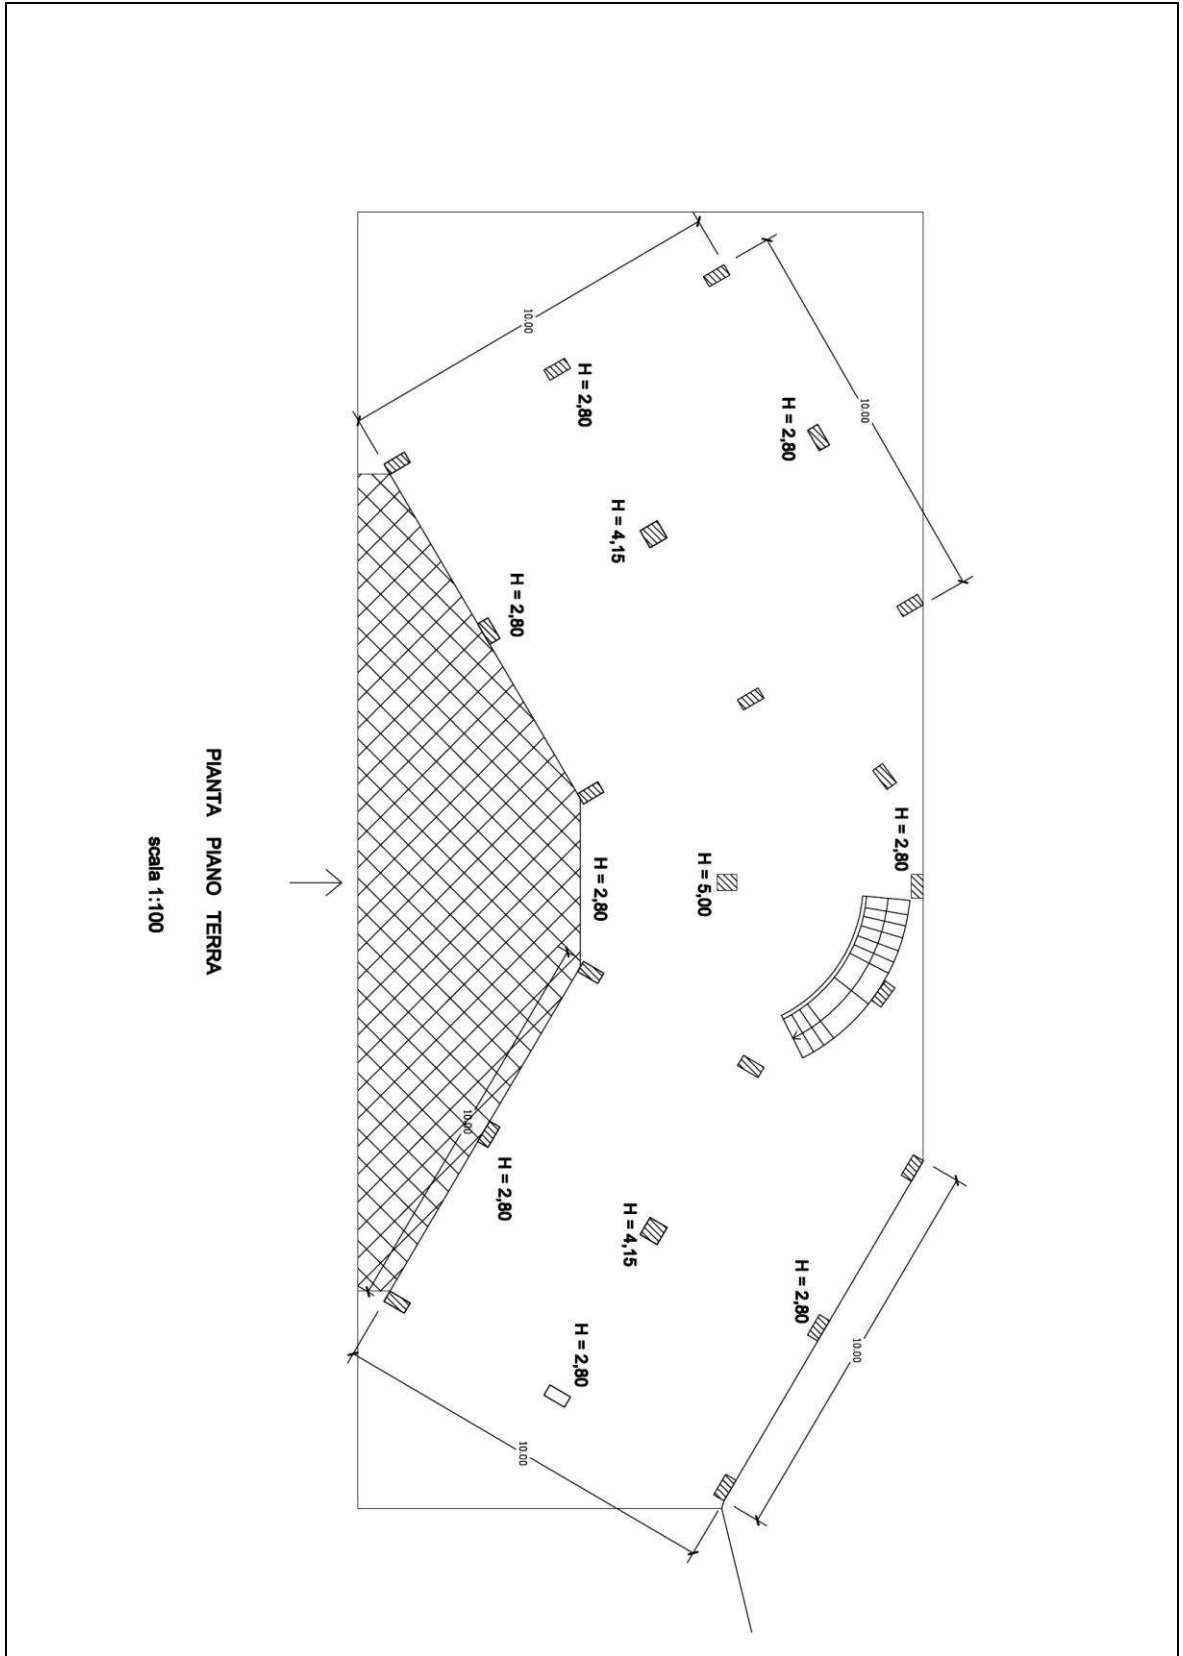 H = 2,80
10.00
10.00
H = 2,80
H = 2,80
H = 5,00
H = 4,15
H = 4,15
H = 2,80
H = 2,80
H = 2,80
10.00
10.00
H = 2,80
H = 2,80
10.00
PIANTA PIANO TERRA
scala 1:100